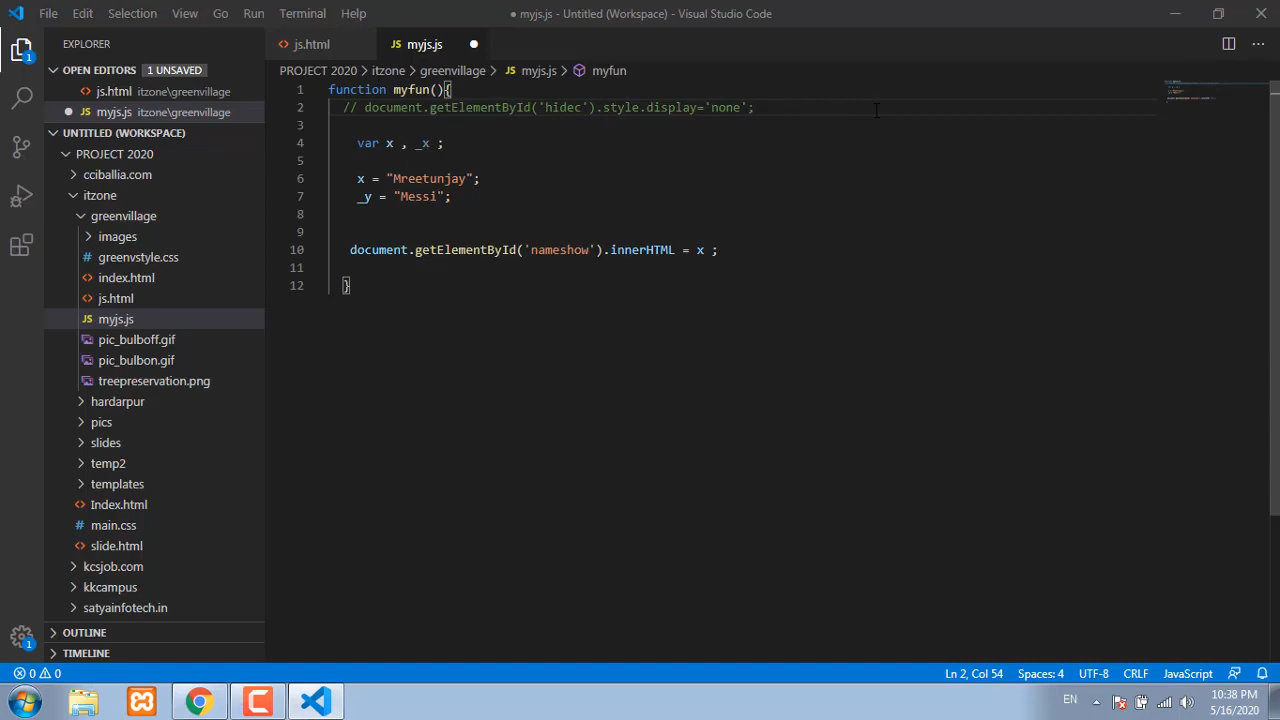 File Edit Selection View Go Run Terminal Help
● myjs.js - Untitled (Workspace) - Visual Studio Code
EXPLORER
OPEN EDITORS 1 UNSAVED
js.html itzone\greenvillage
myjs.js itzone\greenvillage
UNTITLED (WORKSPACE)
PROJECT 2020
cciballia.com
itzone
greenvillage
images
greenvstyle.css
index.html
js.html
myjs.js
pic_bulboff.gif
pic_bulbon.gif
treepreservation.png
hardarpur
pics
slides
temp2
templates
Index.html
main.css
slide.html
kcsjob.com
kkcampus
satyainfotech.in
OUTLINE
TIMELINE
js.html
JS myjs.js
PROJECT 2020 > itzone > greenvillage > JS myjs.js > myfun
1 function myfun(){
2 // document.getElementById('hidec').style.display='none';
3
4 var x , _x ;
5
6 x = "Mreetunjay";
7 _y = "Messi";
8
9
10 document.getElementById('nameshow').innerHTML = x ;
11
12 }
0 0
Ln 2, Col 54 Spaces: 4 UTF-8 CRLF JavaScript
EN
10:38 PM
5/16/2020